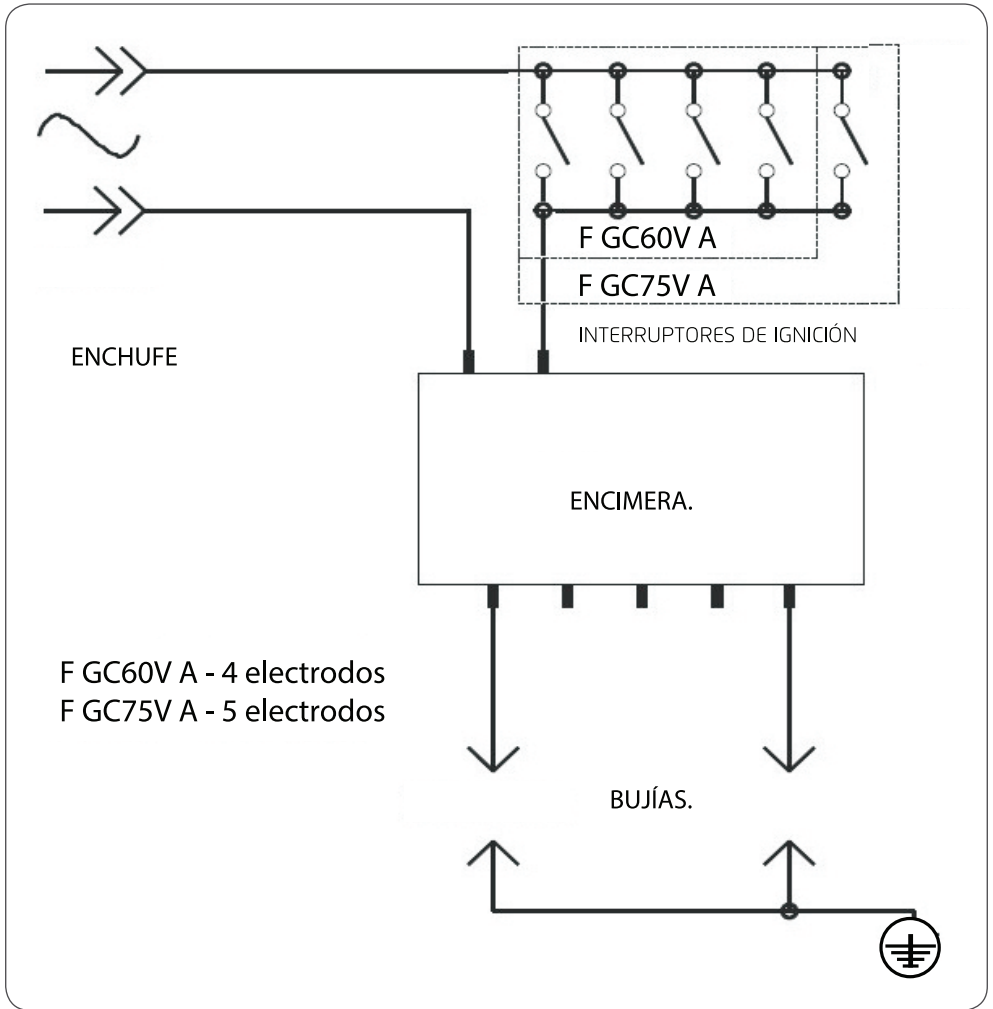 F GC60V A
F GC75V A
INTERRUPTORES DE IGNICIÓN
ENCHUFE
ENCIMERA.
F GC60V A - 4 electrodos
F GC75V A - 5 electrodos
BUJÍAS.